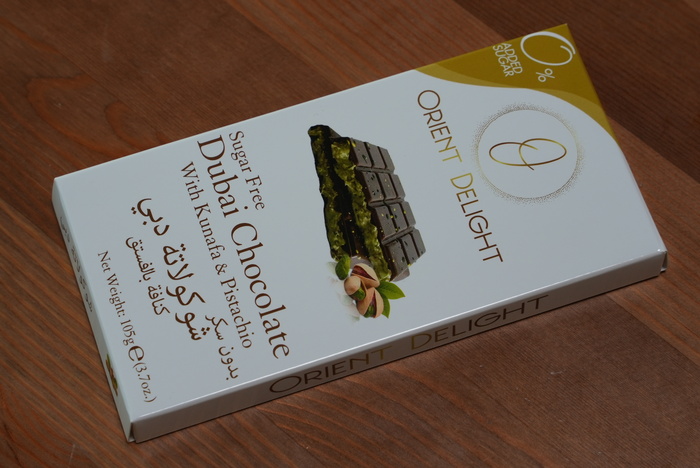 0%
ADDED
SUGAR
ORIENT DELIGHT
Sugar Free
Dubai Chocolate
With Kunafa & Pistachio
بدون سكر
شوكولاتة دبي
كنافة بالفستق
Net Weight: 105g ℮ (3.7oz.)
ORIENT DELIGHT